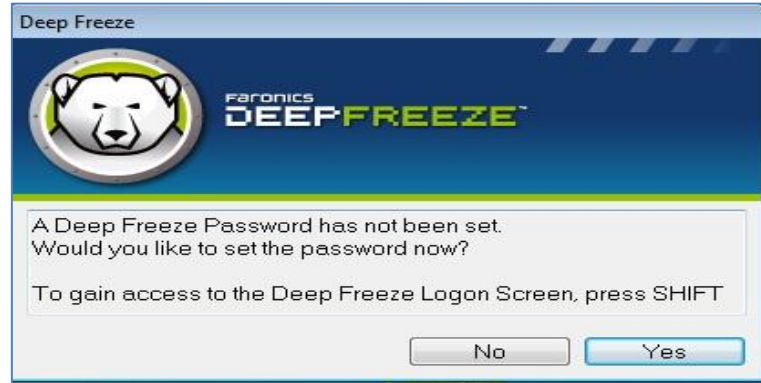 Deep Freeze
Faronics
DEEPFREEZE™
A Deep Freeze Password has not been set.
Would you like to set the password now?
To gain access to the Deep Freeze Logon Screen, press SHIFT
No Yes